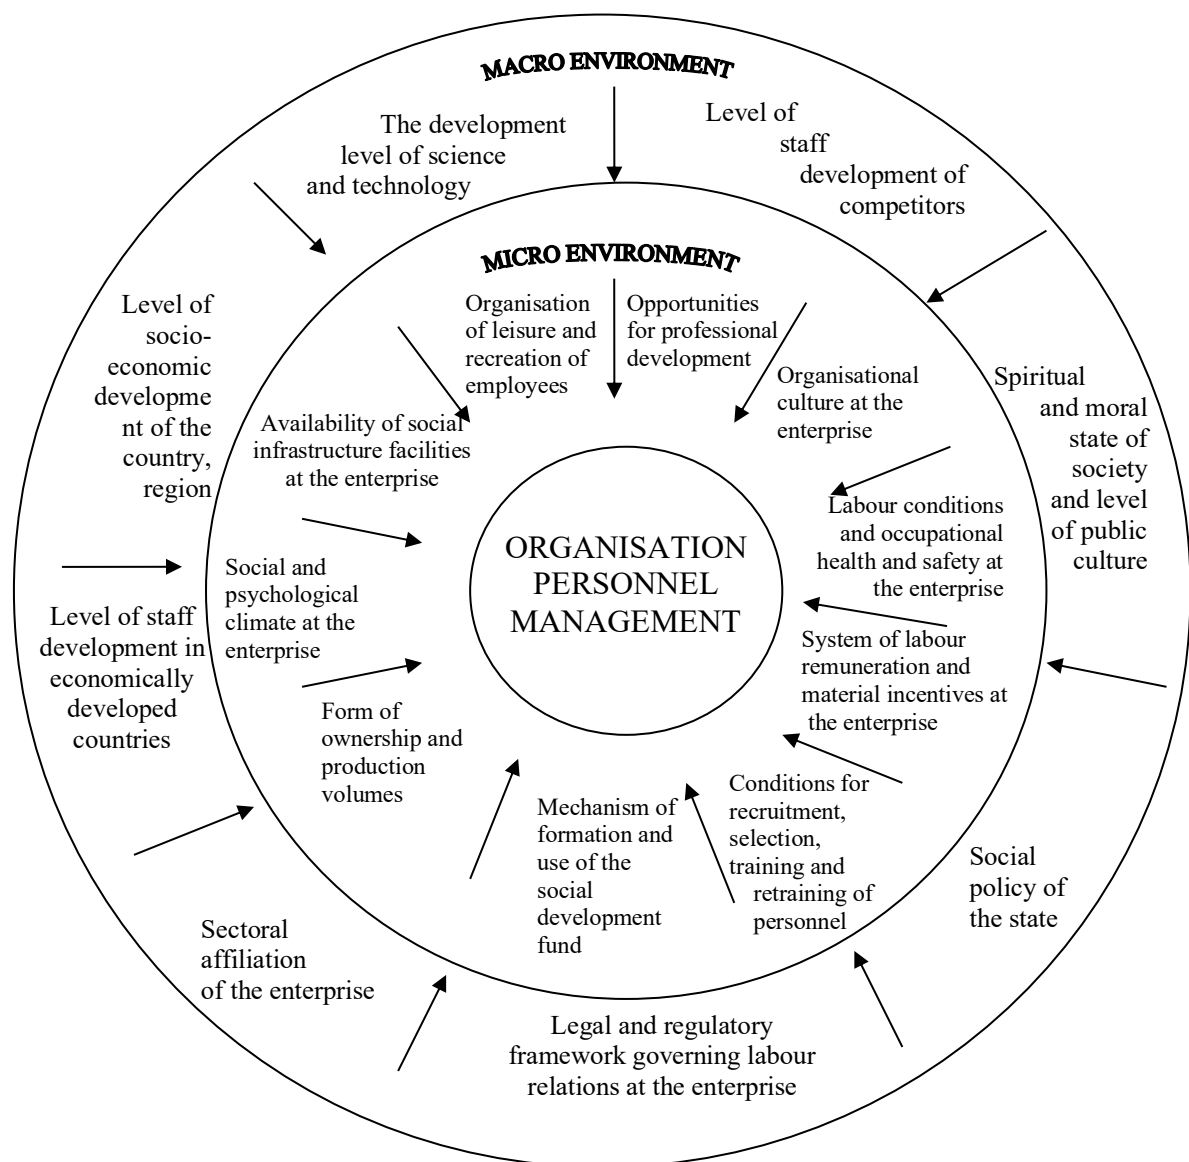 MACRO ENVIRONMENT
The development
level of science
and technology
Level of
staff
development of
competitors
Spiritual
and moral
state of
society
and level
of public
culture
Social
policy of
the state
Legal and regulatory
framework governing labour
relations at the enterprise
Sectoral
affiliation
of the enterprise
Level of staff
development in
economically
developed
countries
Level of
socio-
economic
developme
nt of the
country,
region
MICRO ENVIRONMENT
Organisation
of leisure and
recreation of
employees
Opportunities
for professional
development
Organisational
culture at the
enterprise
Labour conditions
and occupational
health and safety at
the enterprise
System of labour
remuneration and
material incentives at
the enterprise
Conditions for
recruitment,
selection,
training and
retraining of
personnel
Mechanism of
formation and
use of the
social
development
fund
Form of
ownership and
production
volumes
Social and
psychological
climate at the
enterprise
Availability of social
infrastructure facilities
at the enterprise
ORGANISATION
PERSONNEL
MANAGEMENT